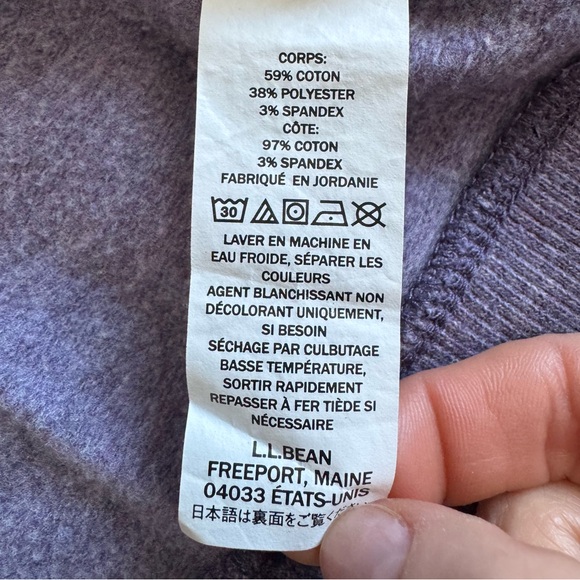 CORPS:
59% COTON
38% POLYESTER
3% SPANDEX
CÔTE:
97% COTON
3% SPANDEX
FABRIQUÉ EN JORDANIE
30
LAVER EN MACHINE EN
EAU FROIDE, SÉPARER LES
COULEURS
AGENT BLANCHISSANT NON
DÉCOLORANT UNIQUEMENT,
SI BESOIN
SÉCHAGE PAR CULBUTAGE
BASSE TEMPÉRATURE,
SORTIR RAPIDEMENT
REPASSER À FER TIÈDE SI
NÉCESSAIRE
L.L.BEAN
FREEPORT, MAINE
04033 ÉTATS-UNIS
日本語は裏面をご覧く